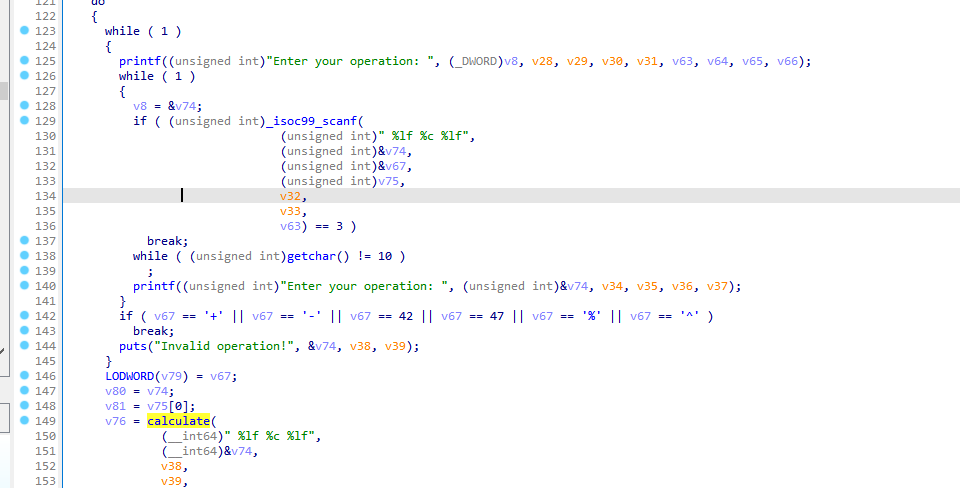 121 do
122 {
123 while ( 1 )
124 {
125 printf((unsigned int)"Enter your operation: ", (_DWORD)v8, v28, v29, v30, v31, v63, v64, v65, v66);
126 while ( 1 )
127 {
128 v8 = &v74;
129 if ( (unsigned int)_isoc99_scanf(
130 (unsigned int)" %lf %c %lf",
131 (unsigned int)&v74,
132 (unsigned int)&v67,
133 (unsigned int)v75,
134 v32,
135 v33,
136 v63) == 3 )
137 break;
138 while ( (unsigned int)getchar() != 10 )
139 ;
140 printf((unsigned int)"Enter your operation: ", (unsigned int)&v74, v34, v35, v36, v37);
141 }
142 if ( v67 == '+' || v67 == '-' || v67 == 42 || v67 == 47 || v67 == '%' || v67 == '^' )
143 break;
144 puts("Invalid operation!", &v74, v38, v39);
145 }
146 LODWORD(v79) = v67;
147 v80 = v74;
148 v81 = v75[0];
149 v76 = calculate(
150 (__int64)" %lf %c %lf",
151 (__int64)&v74,
152 v38,
153 v39,